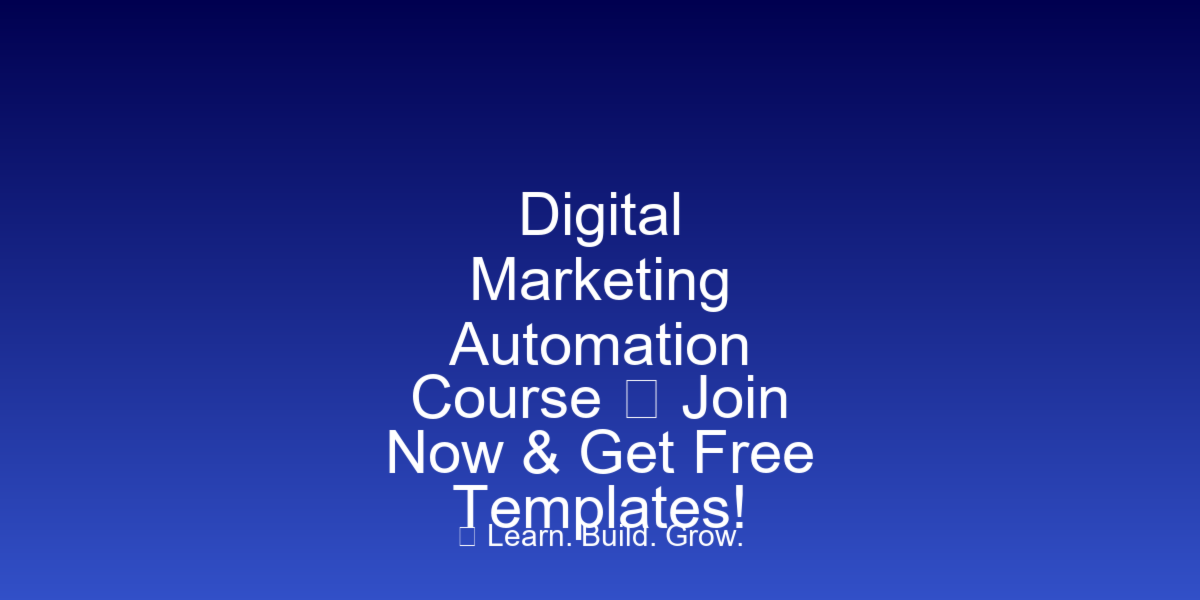 Digital
Marketing
Automation
Course □ Join
Now & Get Free
Templates!
□ Learn. Build. Grow.